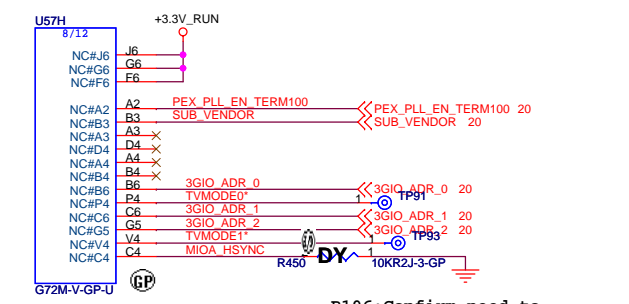 U57H
+3.3V_RUN
8/12
NC#J6 J6
NC#G6 G6
NC#F6 F6
NC#A2 A2 PEX_PLL_EN_TERM100 PEX_PLL_EN_TERM100 20
NC#B3 B3 SUB_VENDOR SUB_VENDOR 20
NC#A3 A3
NC#D4 D4
NC#A4 A4
NC#B4 B4
NC#B6 B6 3GIO_ADR_0 3GIO_ADR_0 20
NC#P4 P4 TVMODE0* 1 TP91
NC#C6 C6 3GIO_ADR_1 3GIO_ADR_1 20
NC#G5 G5 3GIO_ADR_2 3GIO_ADR_2 20
NC#V4 V4 TVMODE1* 1 TP93
NC#C4 C4 MIOA_HSYNC R450 DY 1 10KR2J-3-GP
G72M-V-GP-U GP